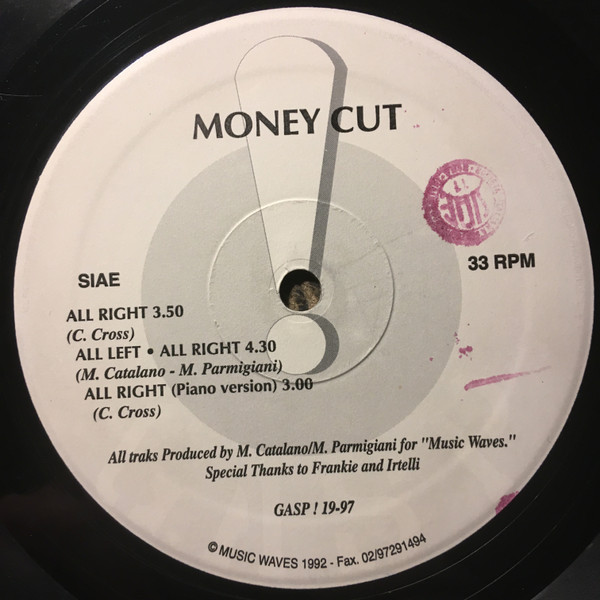 MONEY CUT
SIAE
33 RPM
ALL RIGHT 3.50
(C. Cross)
ALL LEFT • ALL RIGHT 4.30
(M. Catalano - M. Parmigiani)
ALL RIGHT (Piano version) 3.00
(C. Cross)
All traks Produced by M. Catalano/M. Parmigiani for "Music Waves."
Special Thanks to Frankie and Irtelli
GASP ! 19-97
© MUSIC WAVES 1992 - Fax. 02/97291494